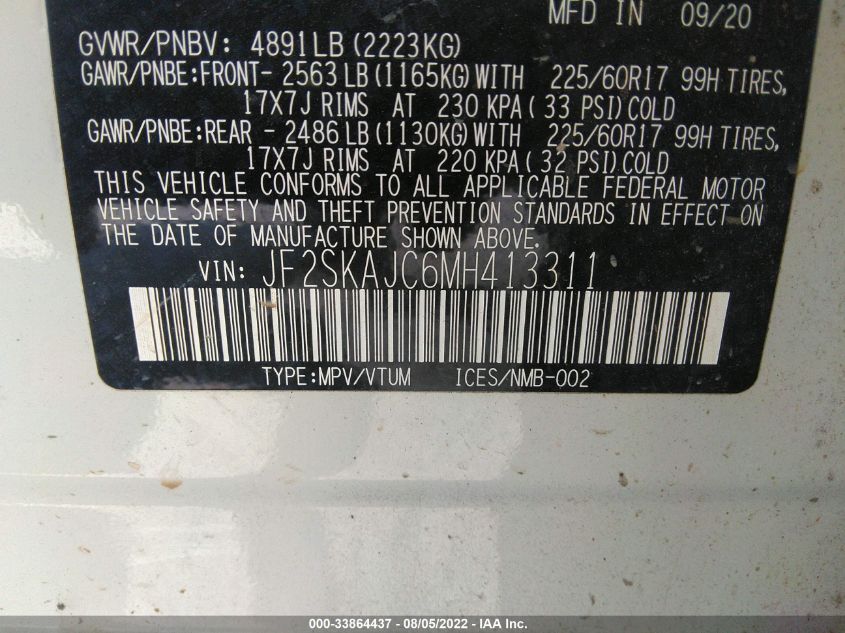 MFD IN 09/20
GVWR/PNBV: 4891LB(2223KG)
GAWR/PNBE:FRONT- 2563LB(1165KG)WITH 225/60R17 99H TIRES,
17X7J RIMS AT 230 KPA( 33 PSI)COLD
GAWR/PNBE:REAR - 2486LB(1130KG)WITH 225/60R17 99H TIRES,
17X7J RIMS AT 220 KPA( 32 PSI)COLD
THIS VEHICLE CONFORMS TO ALL APPLICABLE FEDERAL MOTOR
VEHICLE SAFETY AND THEFT PREVENTION STANDARDS IN EFFECT ON
THE DATE OF MANUFACTURE SHOWN ABOVE.
VIN: JF2SKAJC6MH413311
TYPE:MPV/VTUM ICES/NMB-002
000-33864437 - 08/05/2022 - © Copyright IAA, Inc.